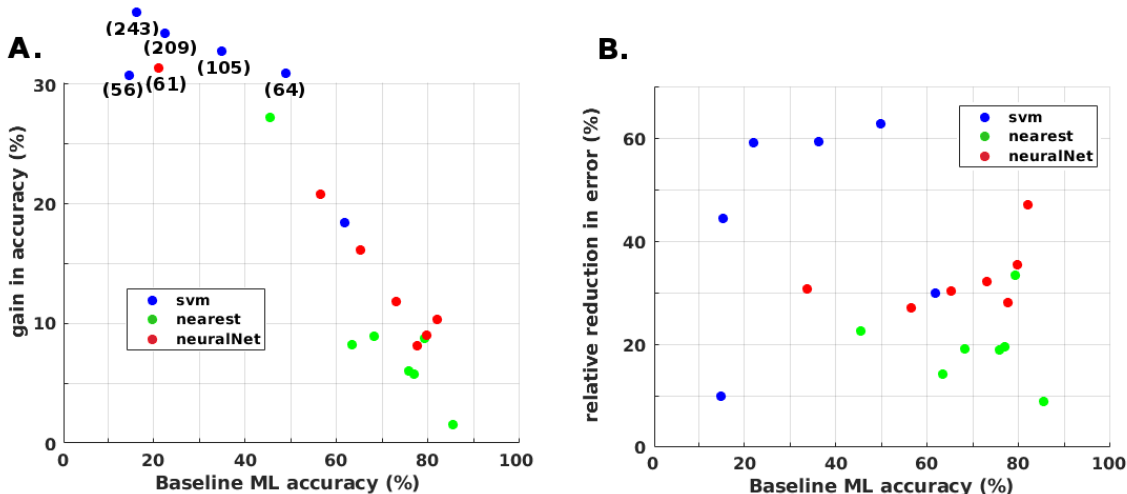 A.
(243)
(209)
(105)
(56)
(61)
(64)
30
20
10
0
gain in accuracy (%)
svm
nearest
neuralNet
0 20 40 60 80 100
Baseline ML accuracy (%)
B.
60
40
20
0
relative reduction in error (%)
svm
nearest
neuralNet
0 20 40 60 80 100
Baseline ML accuracy (%)